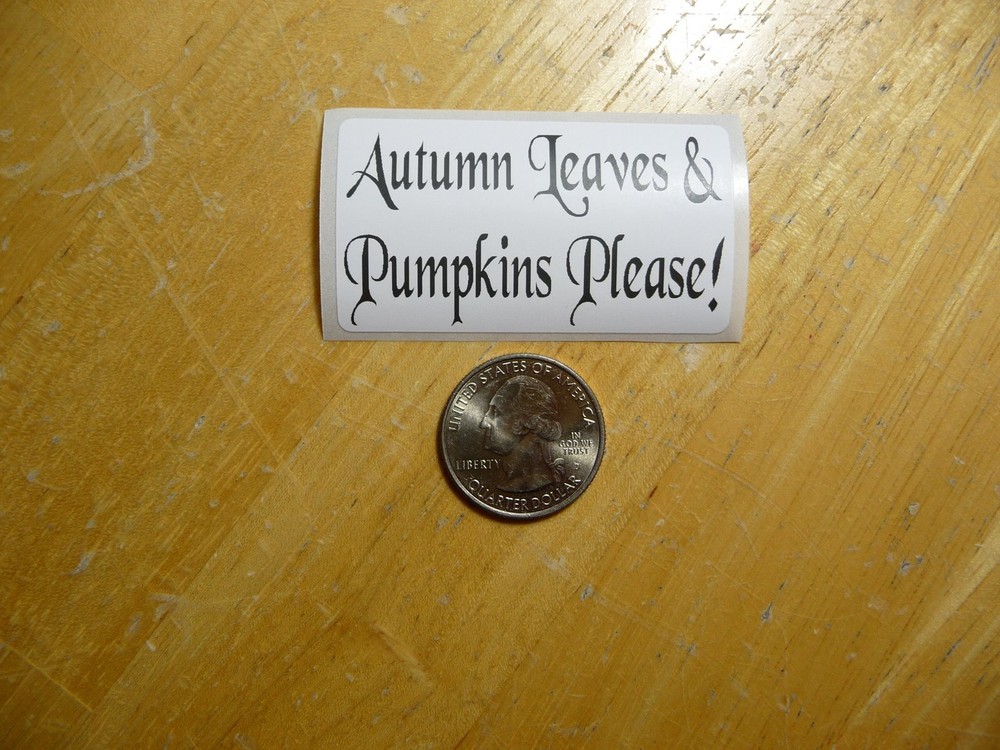 Autumn Leaves &
Pumpkins Please!
UNITED STATES OF AMERICA
LIBERTY
IN
GOD WE
TRUST
D
QUARTER DOLLAR